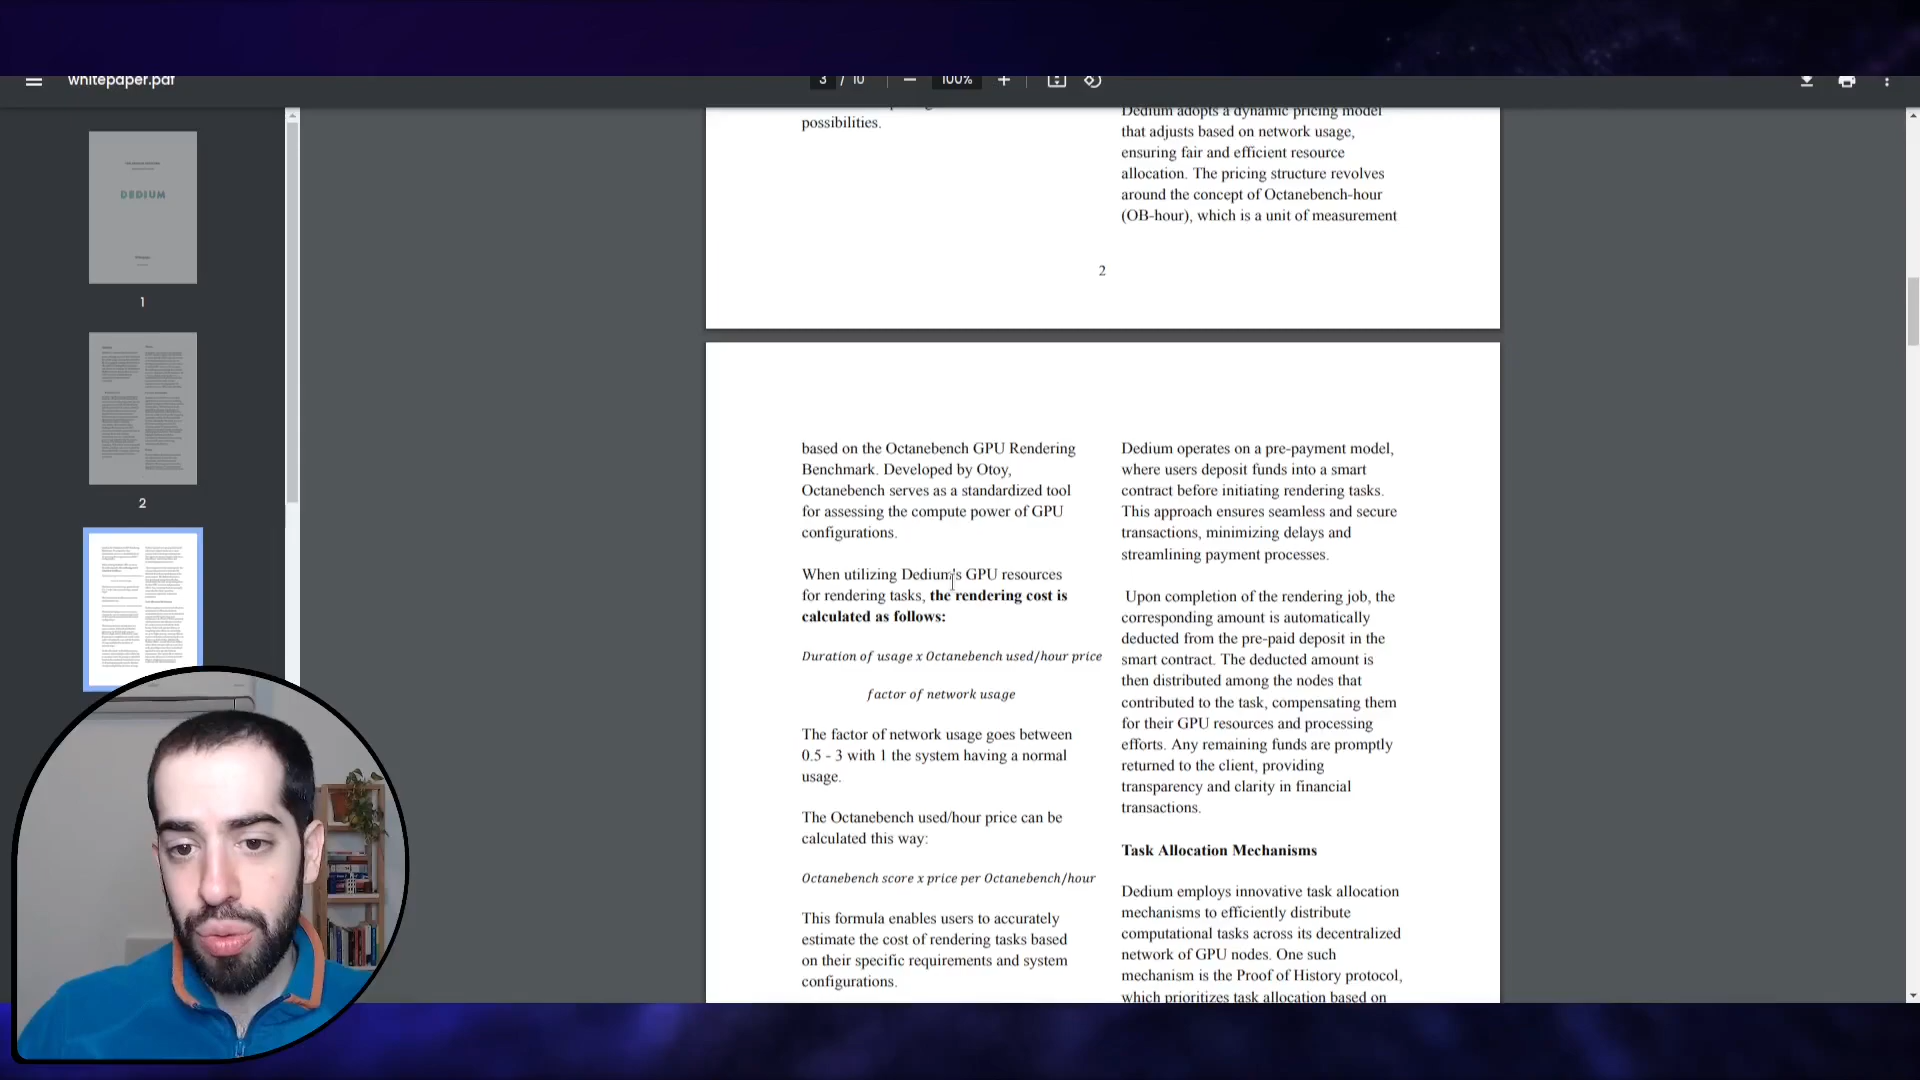 whitepaper.pdf
3 / 10
100%
DEDIUM
1
2
possibilities.
Dedium adopts a dynamic pricing model
that adjusts based on network usage,
ensuring fair and efficient resource
allocation. The pricing structure revolves
around the concept of Octanebench-hour
(OB-hour), which is a unit of measurement
2
based on the Octanebench GPU Rendering
Benchmark. Developed by Otoy,
Octanebench serves as a standardized tool
for assessing the compute power of GPU
configurations.
When utilizing Dedium's GPU resources
for rendering tasks, the rendering cost is
calculated as follows:
Duration of usage x Octanebench used/hour price
factor of network usage
The factor of network usage goes between
0.5 - 3 with 1 the system having a normal
usage.
The Octanebench used/hour price can be
calculated this way:
Octanebench score x price per Octanebench/hour
This formula enables users to accurately
estimate the cost of rendering tasks based
on their specific requirements and system
configurations.
Dedium operates on a pre-payment model,
where users deposit funds into a smart
contract before initiating rendering tasks.
This approach ensures seamless and secure
transactions, minimizing delays and
streamlining payment processes.
Upon completion of the rendering job, the
corresponding amount is automatically
deducted from the pre-paid deposit in the
smart contract. The deducted amount is
then distributed among the nodes that
contributed to the task, compensating them
for their GPU resources and processing
efforts. Any remaining funds are promptly
returned to the client, providing
transparency and clarity in financial
transactions.
Task Allocation Mechanisms
Dedium employs innovative task allocation
mechanisms to efficiently distribute
computational tasks across its decentralized
network of GPU nodes. One such
mechanism is the Proof of History protocol,
which prioritizes task allocation based on